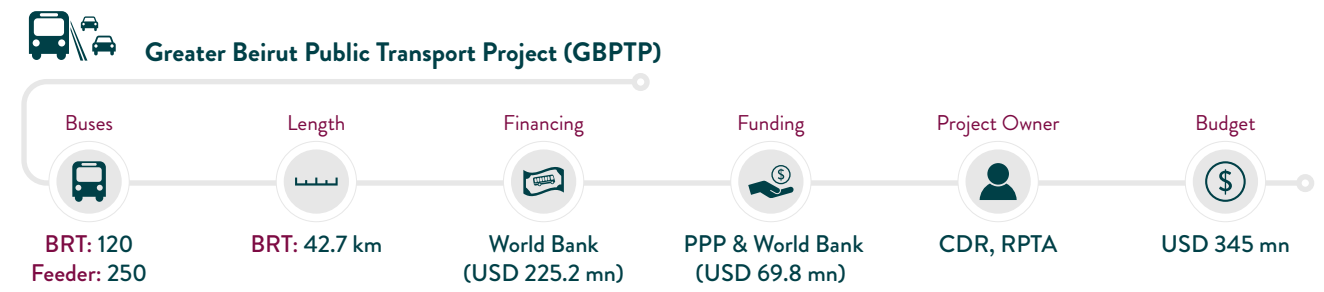 Greater Beirut Public Transport Project (GBPTP)
Buses
BRT: 120
Feeder: 250
Length
BRT: 42.7 km
Financing
World Bank
(USD 225.2 mn)
Funding
$
PPP & World Bank
(USD 69.8 mn)
Project Owner
CDR, RPTA
Budget
$
USD 345 mn